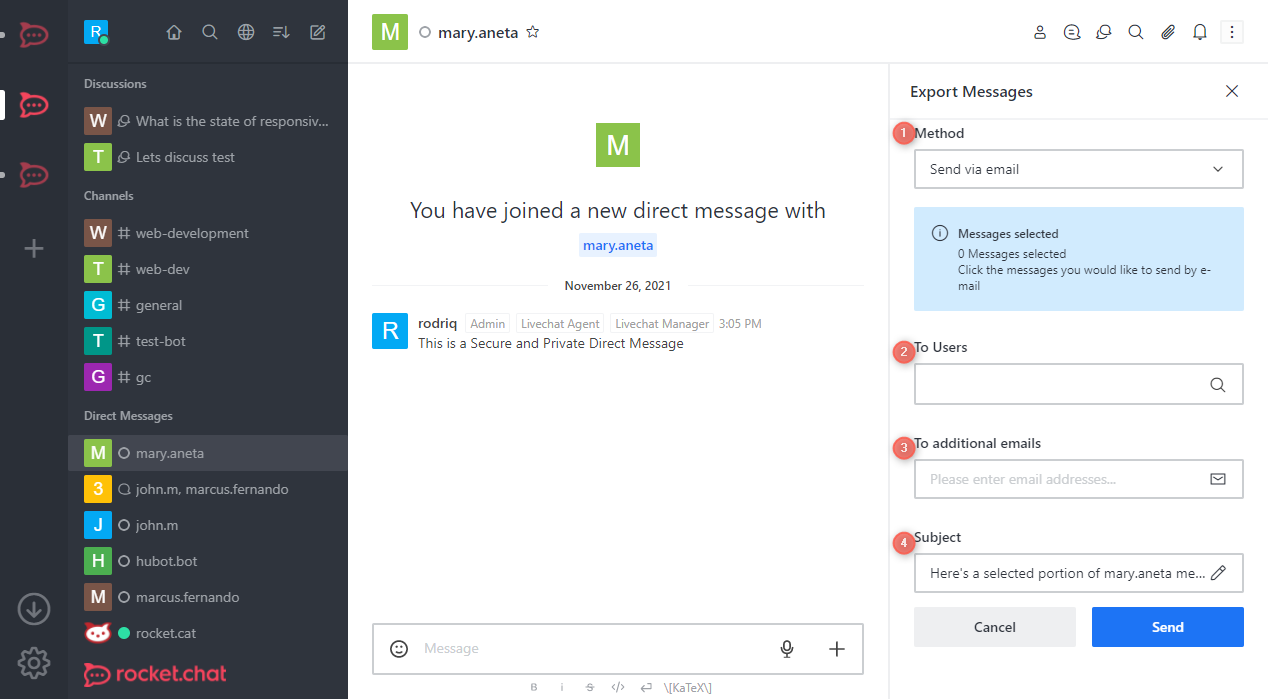 R
Discussions
W What is the state of responsiv...
T Lets discuss test
Channels
W web-development
T web-dev
G general
T test-bot
G gc
Direct Messages
M mary.aneta
3 john.m, marcus.fernando
J john.m
H hubot.bot
M marcus.fernando
rocket.cat
rocket.chat
M mary.aneta
M
You have joined a new direct message with
mary.aneta
November 26, 2021
R rodriq Admin Livechat Agent Livechat Manager 3:05 PM
This is a Secure and Private Direct Message
Message
B i S </> \[KaTeX\]
Export Messages
1 Method
Send via email
Messages selected
0 Messages selected
Click the messages you would like to send by e-
mail
2 To Users
3 To additional emails
Please enter email addresses...
4 Subject
Here's a selected portion of mary.aneta me...
Cancel Send